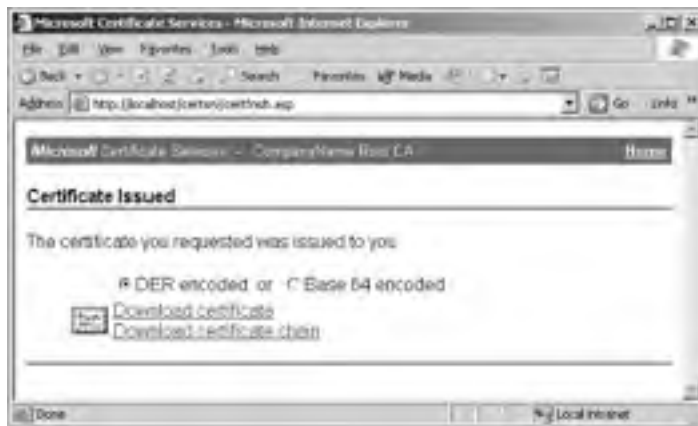 Microsoft Certificate Services - Microsoft Internet Explorer
File Edit View Favorites Tools Help
Back Search Favorites Media
Address http://localhost/certsrv/certfnsh.asp Go Links »
Microsoft Certificate Services -- CompanyName Root CA Home
Certificate Issued
The certificate you requested was issued to you.
DER encoded or Base 64 encoded
Download certificate
Download certificate chain
Done Local intranet